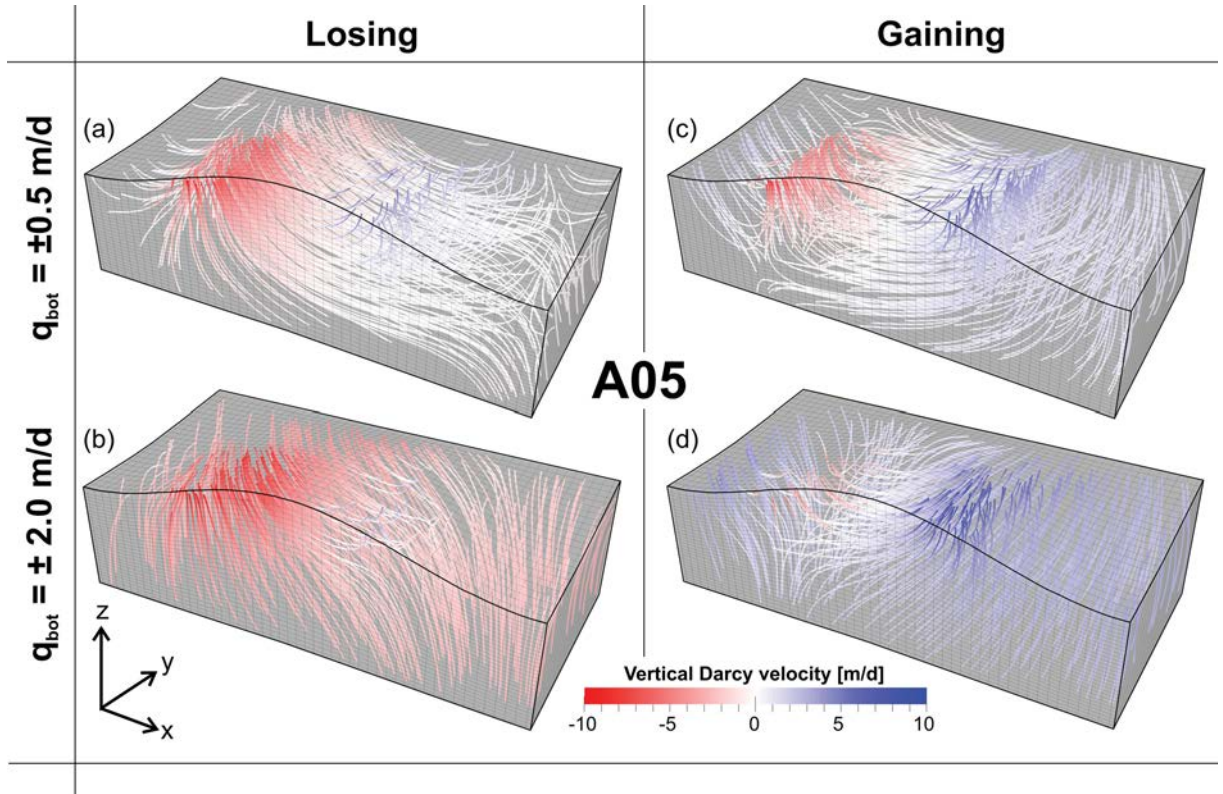 Losing
Gaining
q_bot = ±0.5 m/d
(a)
(c)
A05
q_bot = ± 2.0 m/d
(b)
(d)
z
y
x
Vertical Darcy velocity [m/d]
-10 -5 0 5 10